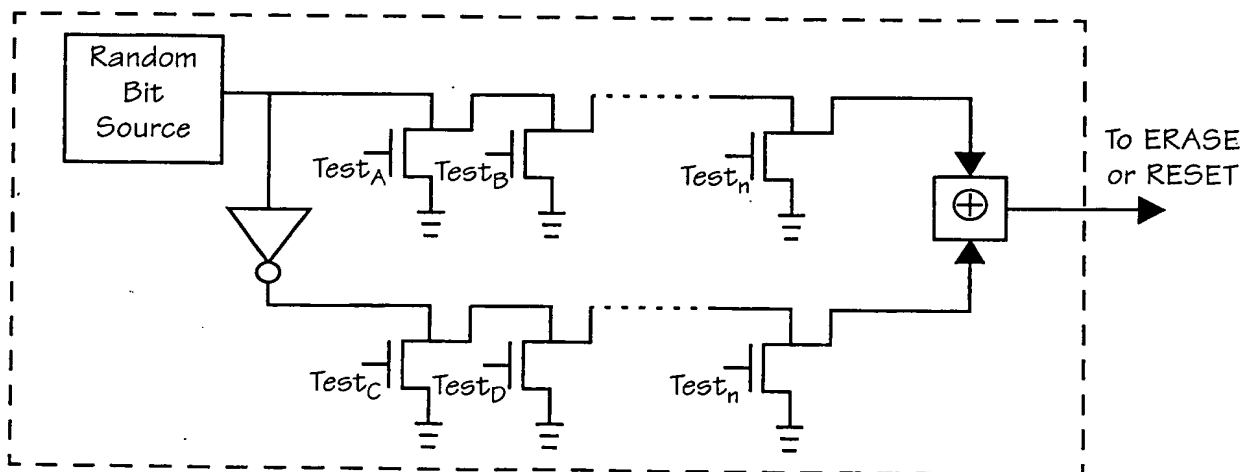 Random
Bit
Source
To ERASE
or RESET
Test_A
Test_B
Test_n
Test_C
Test_D
Test_n